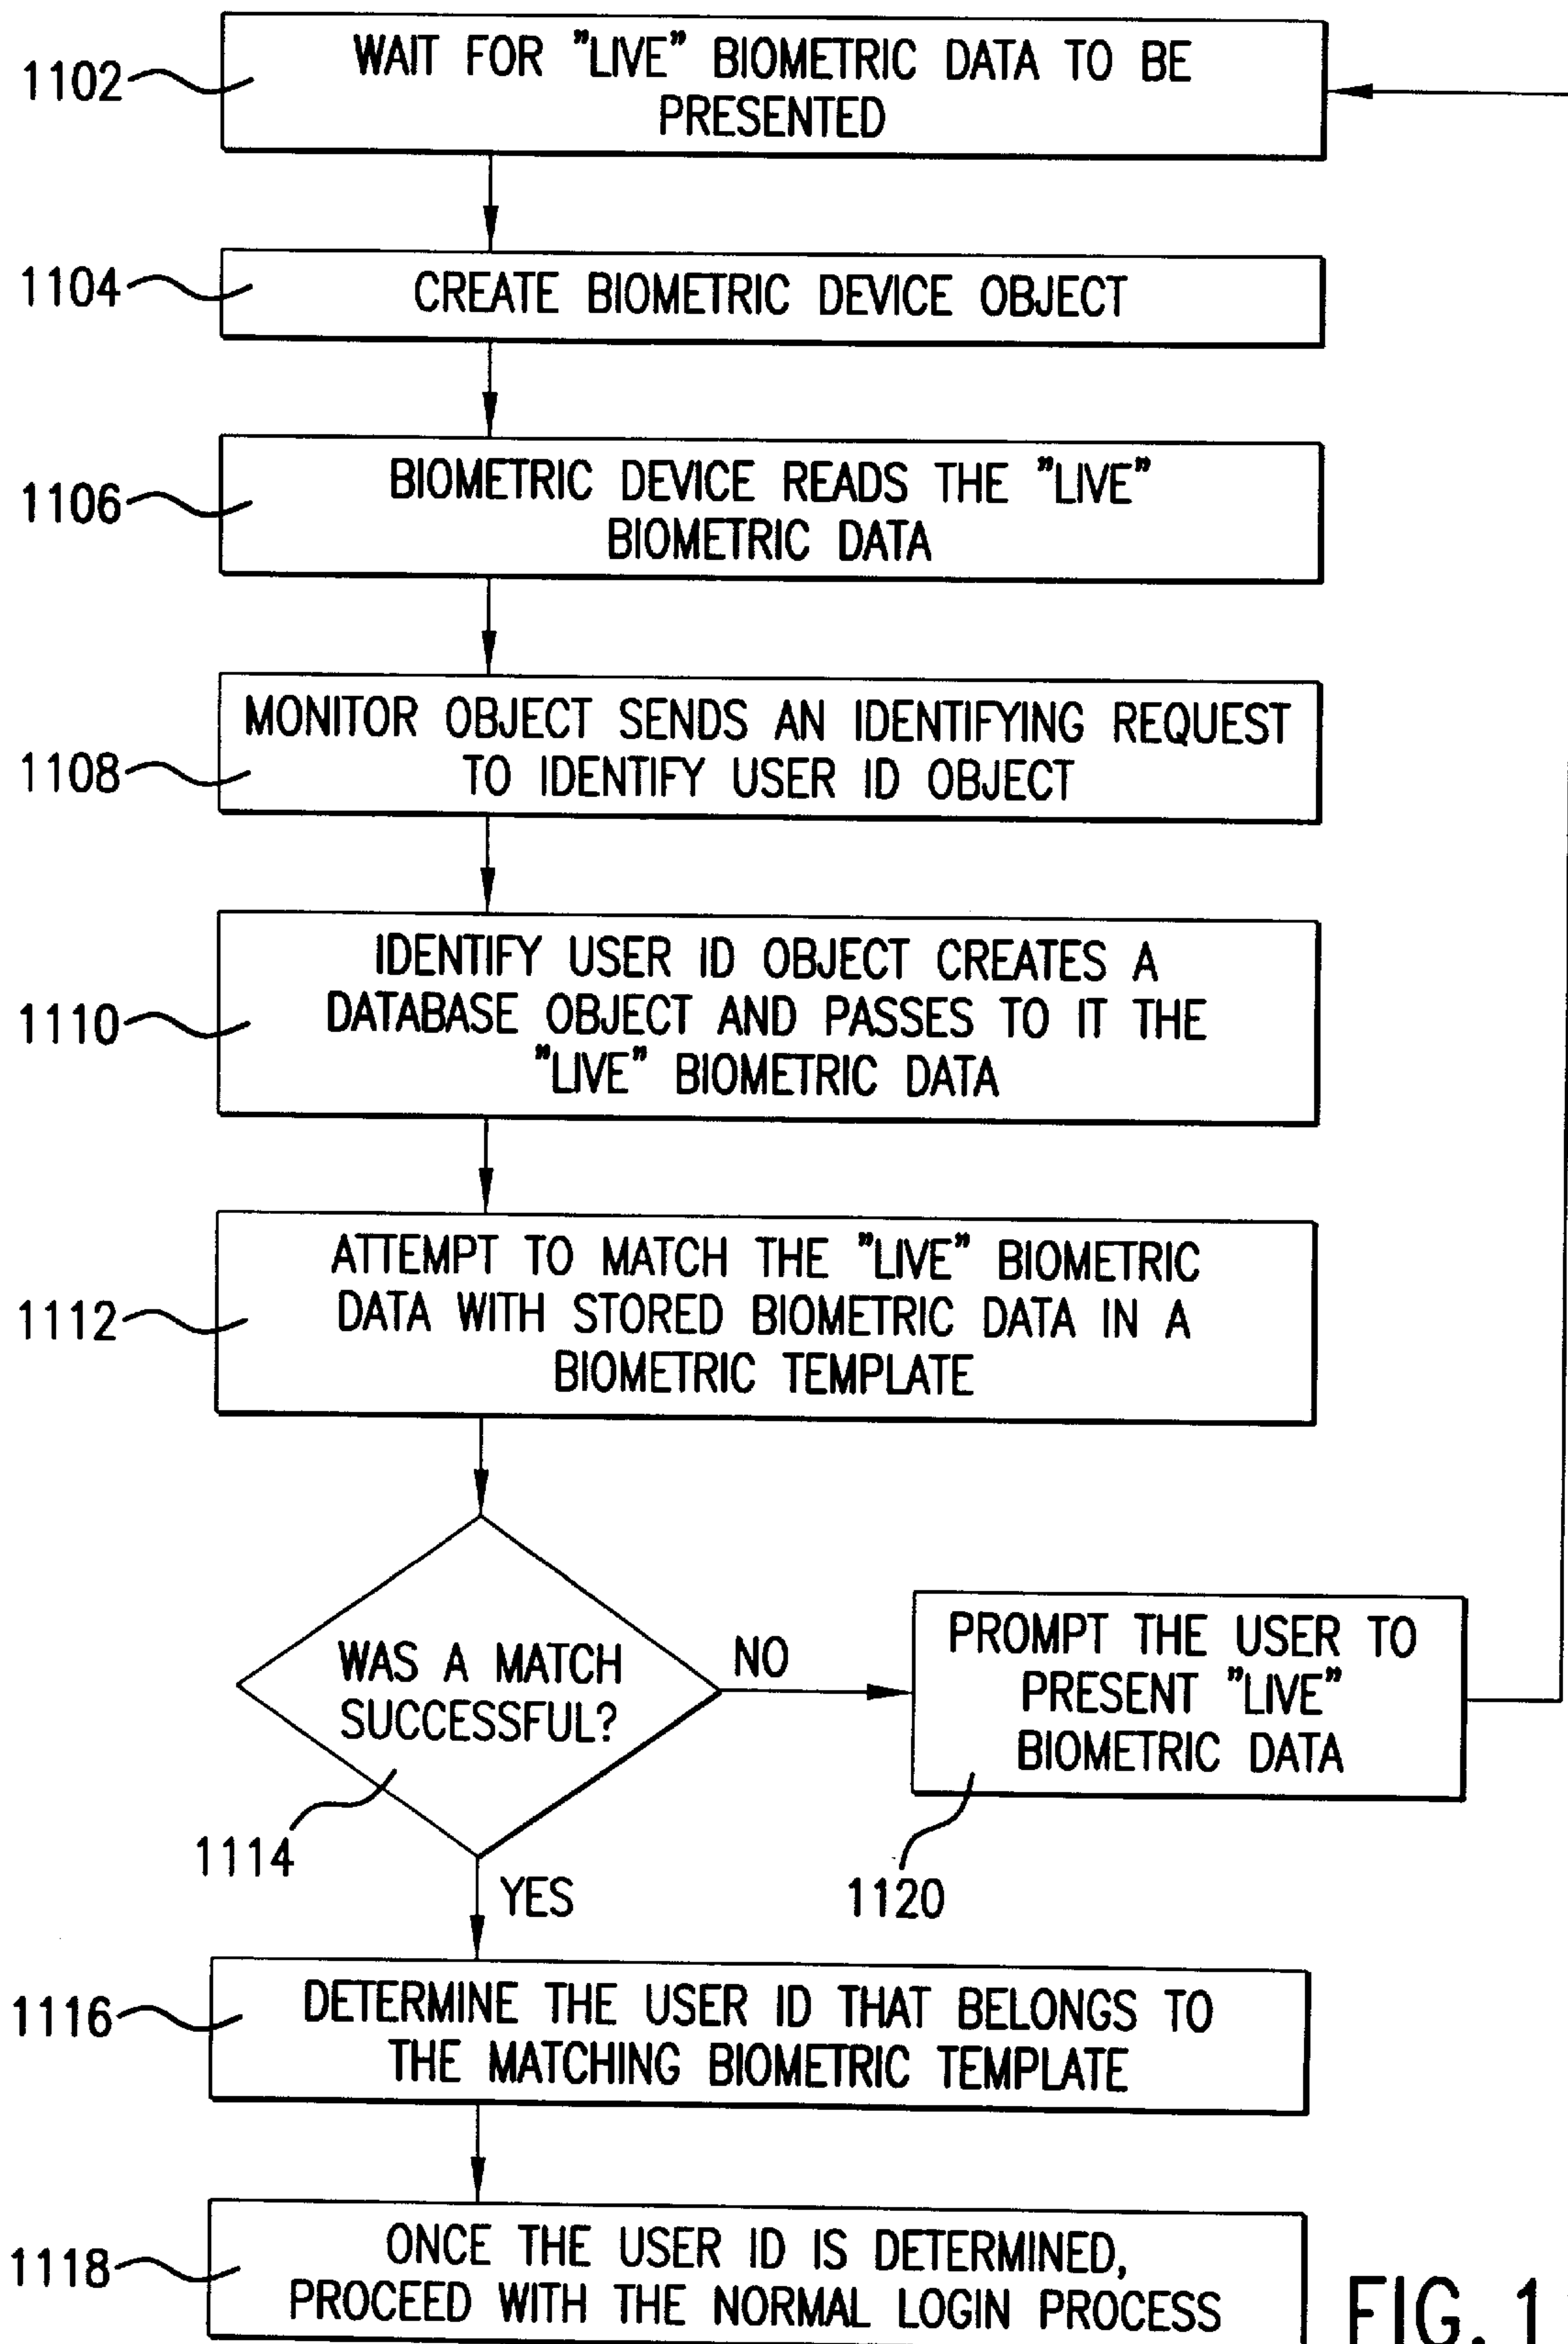 1102
WAIT FOR "LIVE" BIOMETRIC DATA TO BE
PRESENTED
1104
CREATE BIOMETRIC DEVICE OBJECT
1106
BIOMETRIC DEVICE READS THE "LIVE"
BIOMETRIC DATA
1108
MONITOR OBJECT SENDS AN IDENTIFYING REQUEST
TO IDENTIFY USER ID OBJECT
1110
IDENTIFY USER ID OBJECT CREATES A
DATABASE OBJECT AND PASSES TO IT THE
"LIVE" BIOMETRIC DATA
1112
ATTEMPT TO MATCH THE "LIVE" BIOMETRIC
DATA WITH STORED BIOMETRIC DATA IN A
BIOMETRIC TEMPLATE
WAS A MATCH
SUCCESSFUL?
1114
NO
PROMPT THE USER TO
PRESENT "LIVE"
BIOMETRIC DATA
1120
YES
1116
DETERMINE THE USER ID THAT BELONGS TO
THE MATCHING BIOMETRIC TEMPLATE
1118
ONCE THE USER ID IS DETERMINED,
PROCEED WITH THE NORMAL LOGIN PROCESS
FIG. 1